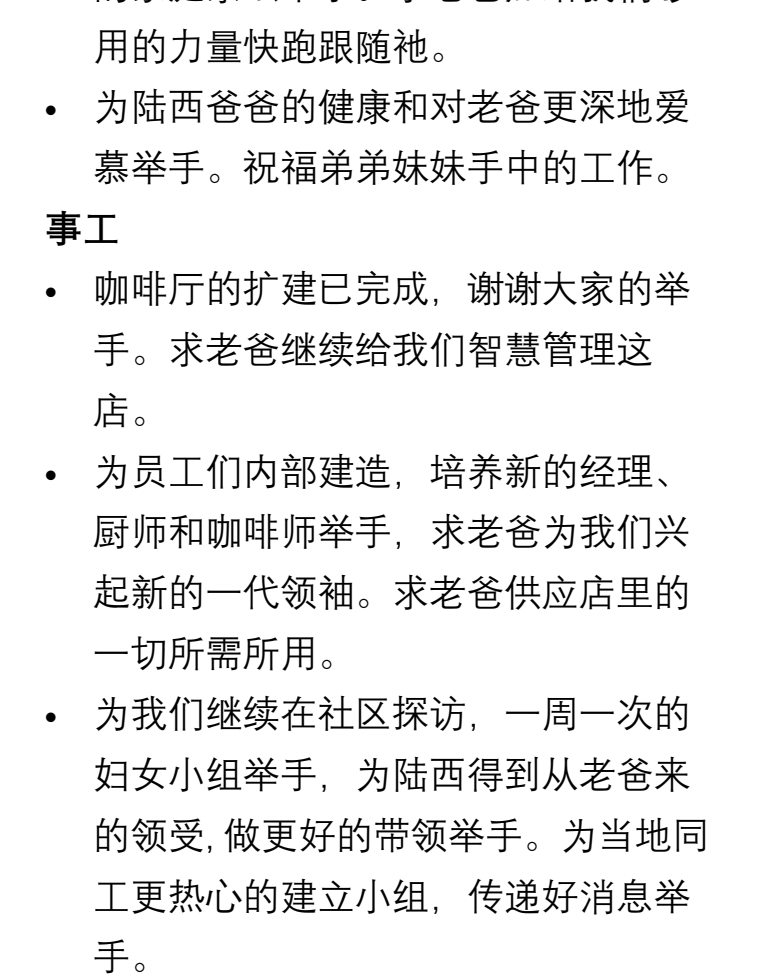 用的力量快跑跟随祂。
• 为陆西爸爸的健康和对老爸更深地爱
慕举手。祝福弟弟妹妹手中的工作。
事工
• 咖啡厅的扩建已完成，谢谢大家的举
手。求老爸继续给我们智慧管理这
店。
• 为员工们内部建造，培养新的经理、
厨师和咖啡师举手，求老爸为我们兴
起新的一代领袖。求老爸供应店里的
一切所需所用。
• 为我们继续在社区探访，一周一次的
妇女小组举手，为陆西得到从老爸来
的领受,做更好的带领举手。为当地同
工更热心的建立小组，传递好消息举
手。